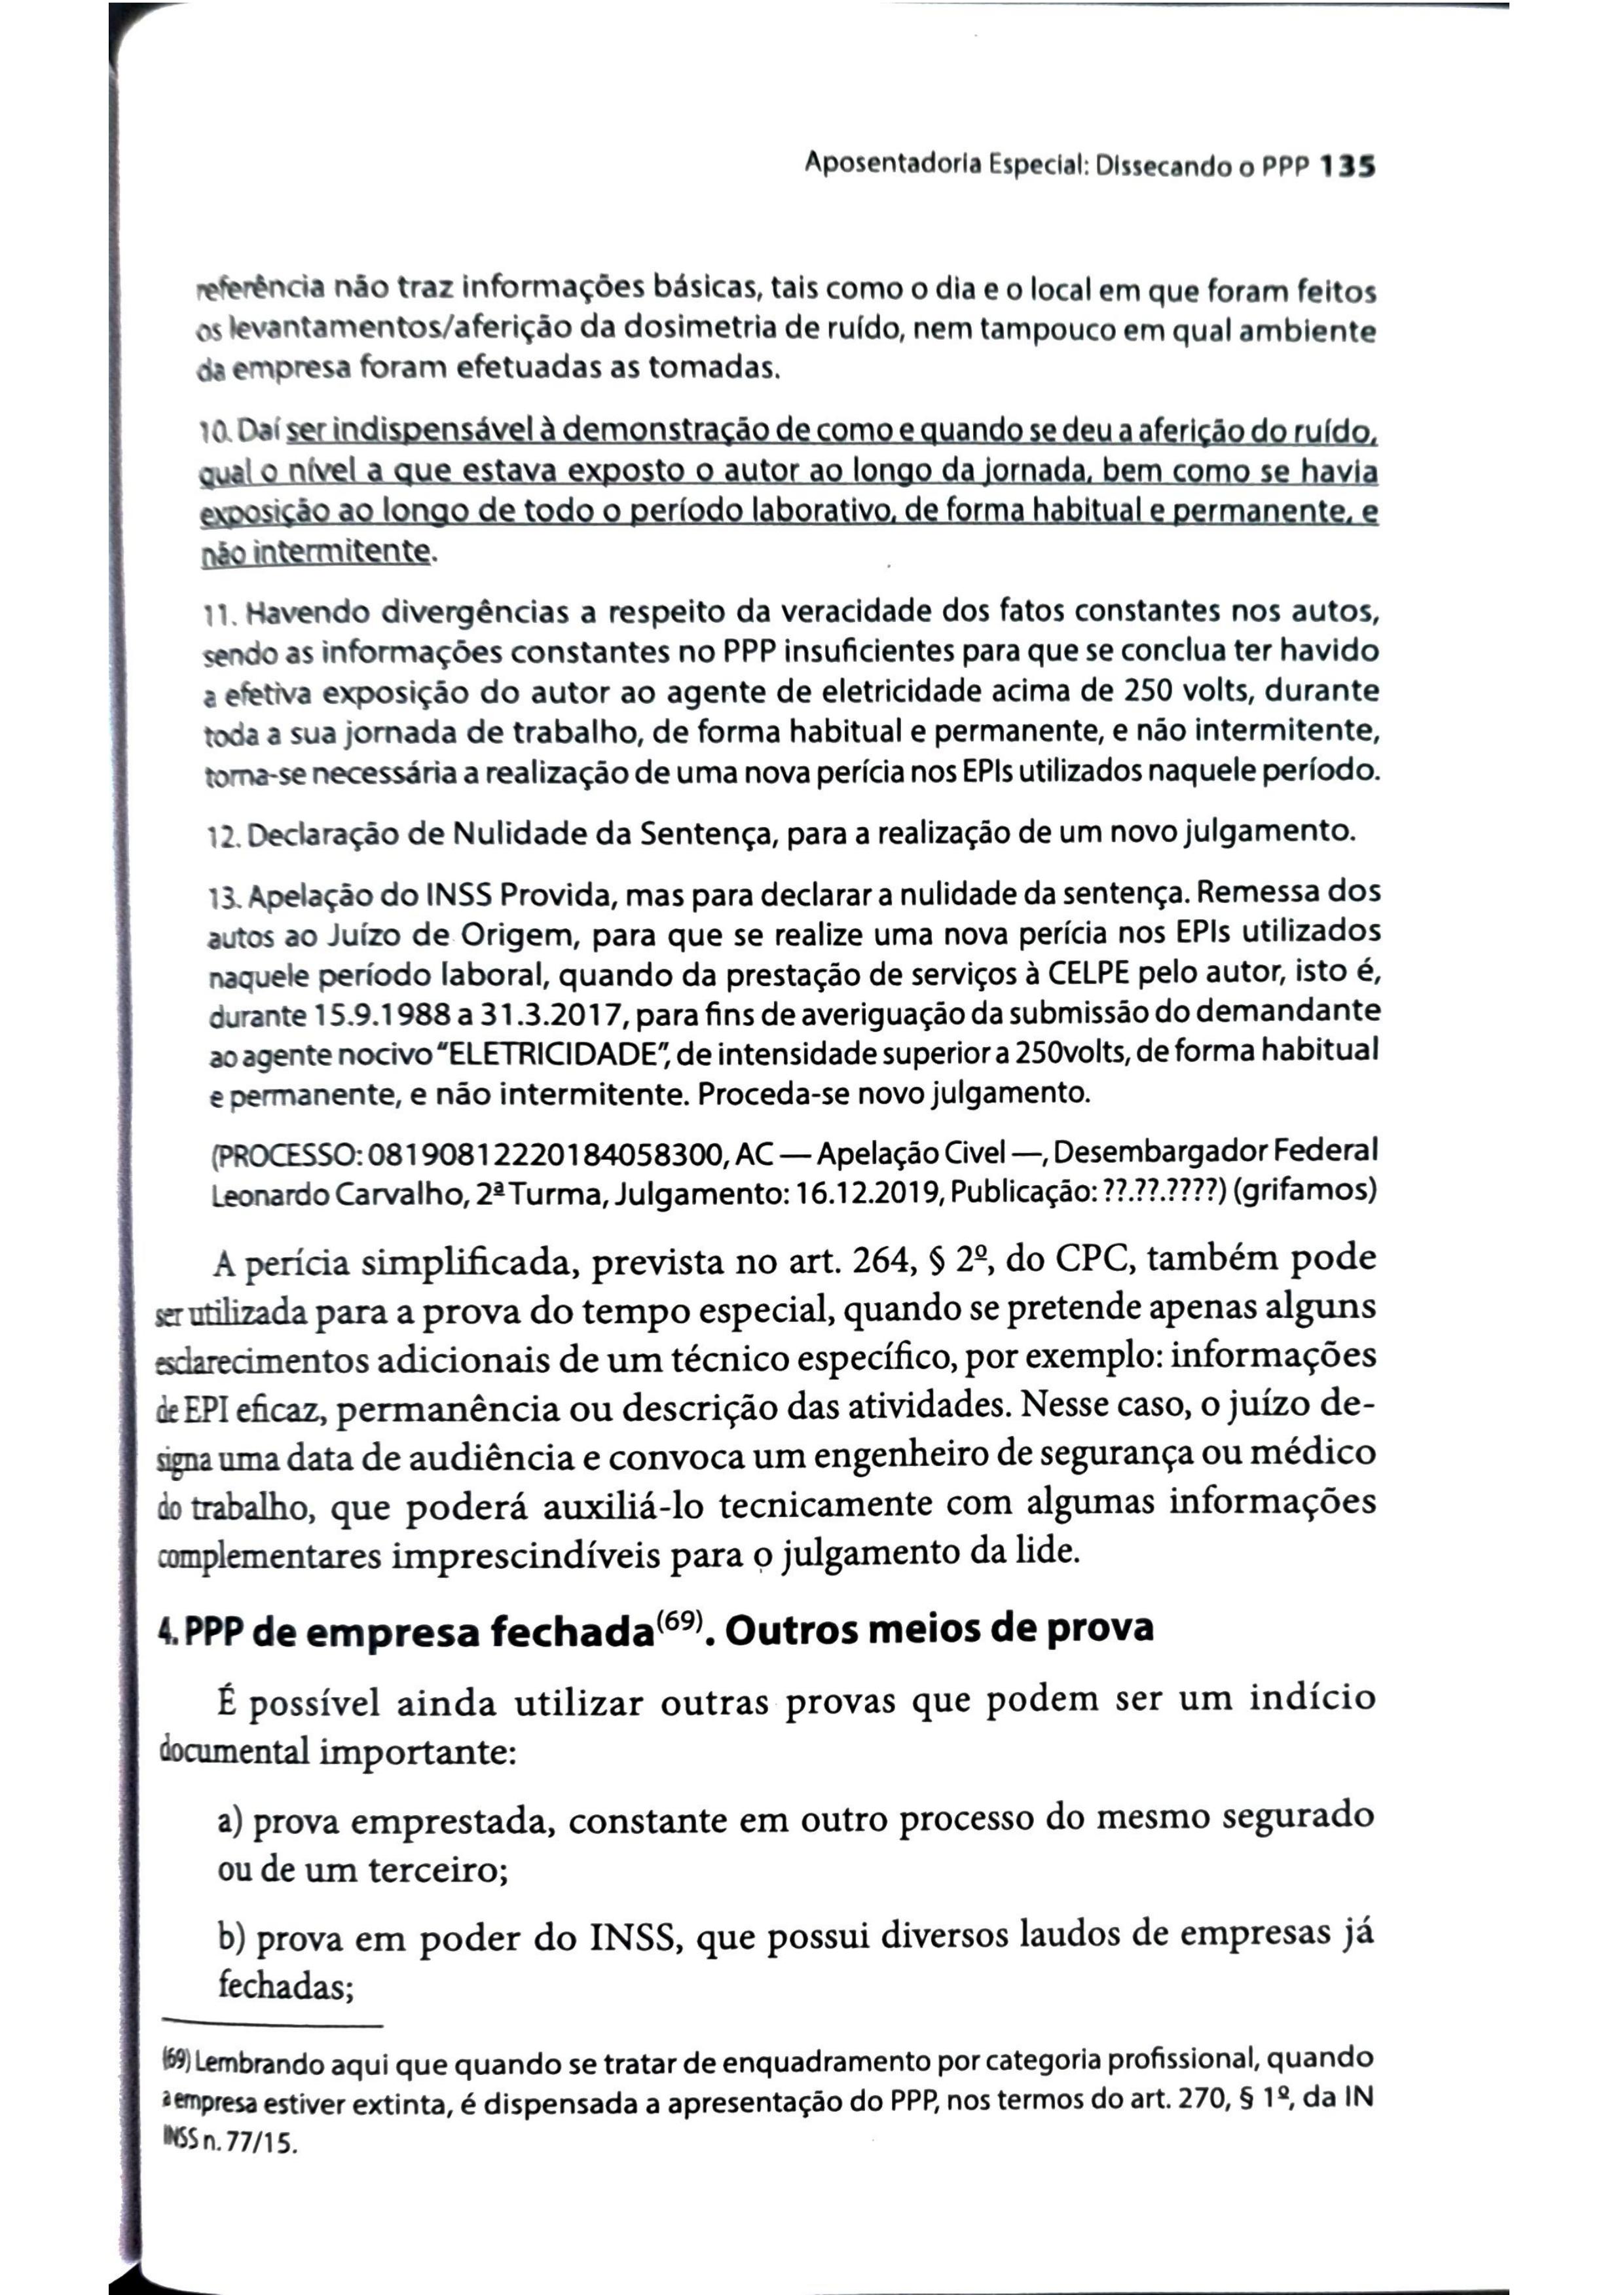 Aposentadoria Especial: Dissecando o PPP 135
referência não traz informações básicas, tais como o dia e o local em que foram feitos
os levantamentos/aferição da dosimetria de ruído, nem tampouco em qual ambiente
da empresa foram efetuadas as tomadas.
10. Daí ser indispensável à demonstração de como e quando se deu a aferição do ruído,
qual o nível a que estava exposto o autor ao longo da jornada, bem como se havia
exposição ao longo de todo o período laborativo, de forma habitual e permanente, e
não intermitente.
11. Havendo divergências a respeito da veracidade dos fatos constantes nos autos,
sendo as informações constantes no PPP insuficientes para que se conclua ter havido
a efetiva exposição do autor ao agente de eletricidade acima de 250 volts, durante
toda a sua jornada de trabalho, de forma habitual e permanente, e não intermitente,
torna-se necessária a realização de uma nova perícia nos EPIs utilizados naquele período.
12. Declaração de Nulidade da Sentença, para a realização de um novo julgamento.
13. Apelação do INSS Provida, mas para declarar a nulidade da sentença. Remessa dos
autos ao Juízo de Origem, para que se realize uma nova perícia nos EPIs utilizados
naquele período laboral, quando da prestação de serviços à CELPE pelo autor, isto é,
durante 15.9.1988 a 31.3.2017, para fins de averiguação da submissão do demandante
ao agente nocivo "ELETRICIDADE", de intensidade superior a 250volts, de forma habitual
e permanente, e não intermitente. Proceda-se novo julgamento.
(PROCESSO: 08190812220184058300, AC — Apelação Civel —, Desembargador Federal
Leonardo Carvalho, 2ª Turma, Julgamento: 16.12.2019, Publicação: ??.??.????) (grifamos)
A perícia simplificada, prevista no art. 264, § 2º, do CPC, também pode
ser utilizada para a prova do tempo especial, quando se pretende apenas alguns
esclarecimentos adicionais de um técnico específico, por exemplo: informações
de EPI eficaz, permanência ou descrição das atividades. Nesse caso, o juízo de-
signa uma data de audiência e convoca um engenheiro de segurança ou médico
do trabalho, que poderá auxiliá-lo tecnicamente com algumas informações
complementares imprescindíveis para o julgamento da lide.
4. PPP de empresa fechada(69). Outros meios de prova
É possível ainda utilizar outras provas que podem ser um indício
documental importante:
a) prova emprestada, constante em outro processo do mesmo segurado
ou de um terceiro;
b) prova em poder do INSS, que possui diversos laudos de empresas já
fechadas;
(69) Lembrando aqui que quando se tratar de enquadramento por categoria profissional, quando
a empresa estiver extinta, é dispensada a apresentação do PPP, nos termos do art. 270, § 1º, da IN
INSS n. 77/15.